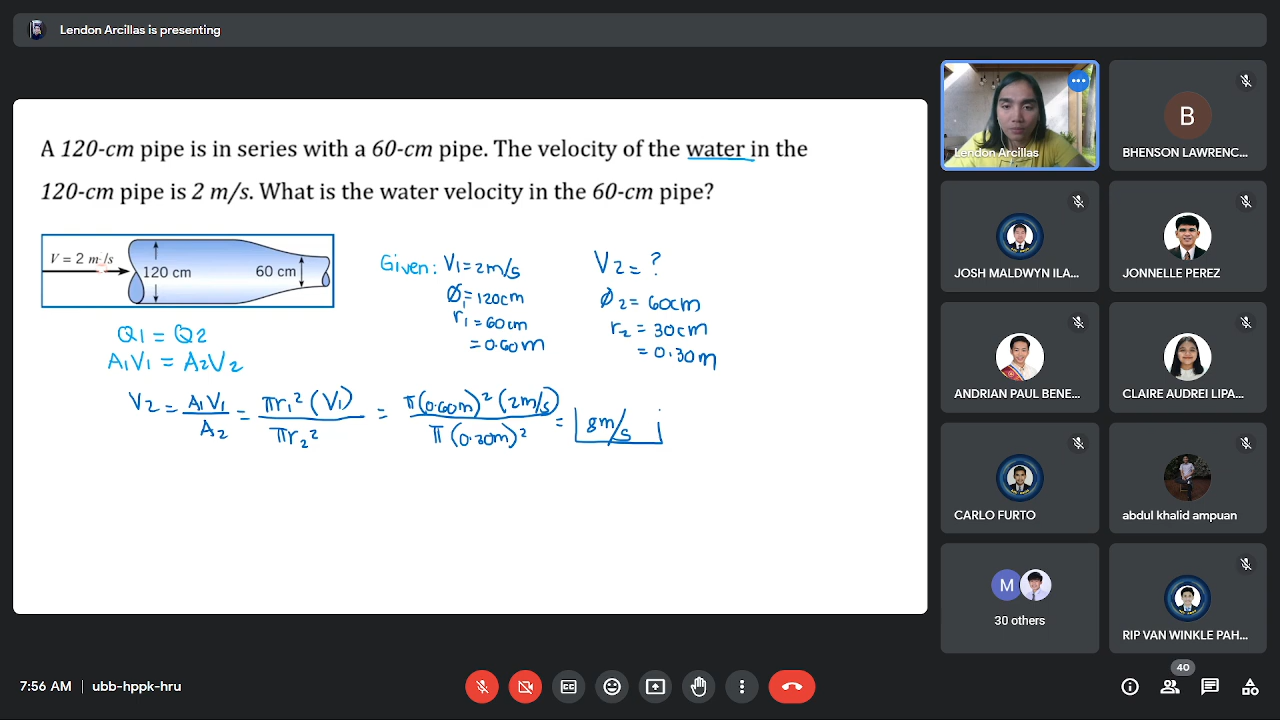 Lendon Arcillas is presenting
A 120-cm pipe is in series with a 60-cm pipe. The velocity of the water in the
120-cm pipe is 2 m/s. What is the water velocity in the 60-cm pipe?
V = 2 m/s
120 cm
60 cm
Given: V1 = 2m/s
Ø1 = 120cm
r1 = 60cm
= 0.60m
V2 = ?
Ø2 = 60cm
r2 = 30cm
= 0.30m
Q1 = Q2
A1V1 = A2V2
V2 = A1V1/A2 = πr1² (V1)/πr2² = π(0.60m)² (2m/s)/π(0.30m)² = 8m/s
Lendon Arcillas
B
BHENSON LAWRENC...
JOSH MALDWYN ILA...
JONNELLE PEREZ
ANDRIAN PAUL BENE...
CLAIRE AUDREI LIPA...
CARLO FURTO
abdul khalid ampuan
M
30 others
RIP VAN WINKLE PAH...
7:56 AM | ubb-hppk-hru
40